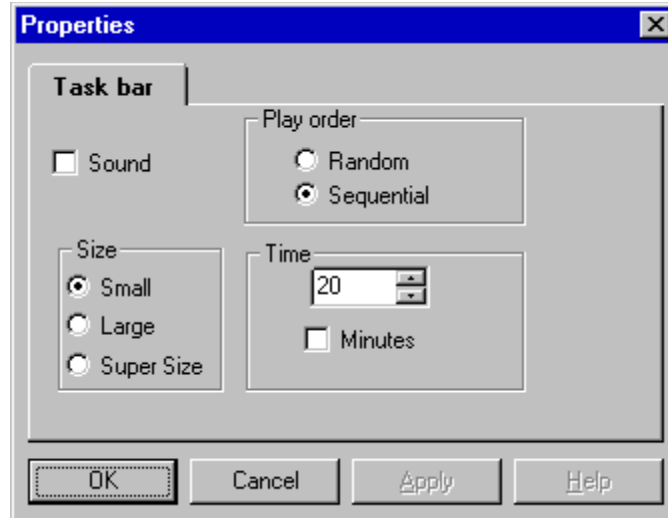 Properties
Task bar
Play order
Sound
Random
Sequential
Size
Small
Large
Super Size
Time
20
Minutes
OK
Cancel
Apply
Help